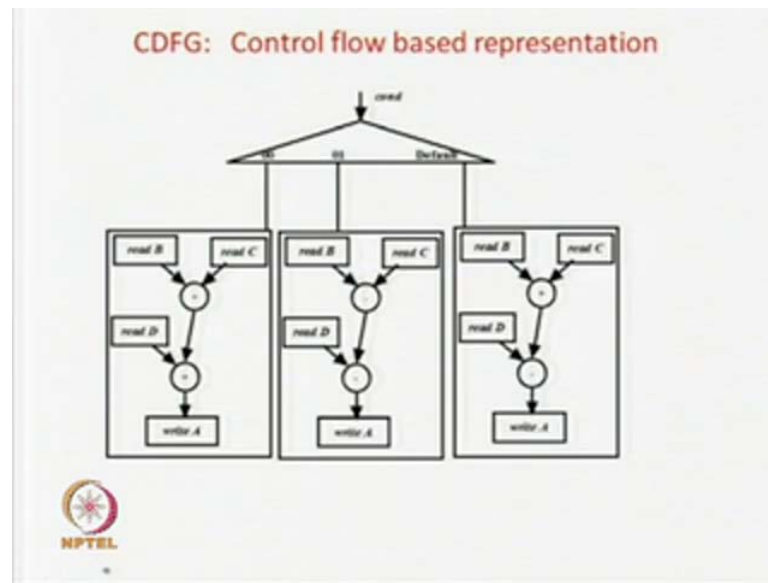 CDFG: Control flow based representation
cond
00 01 Default
read B read C read B read C read B read C
read D read D read D
write A write A write A
NPTEL